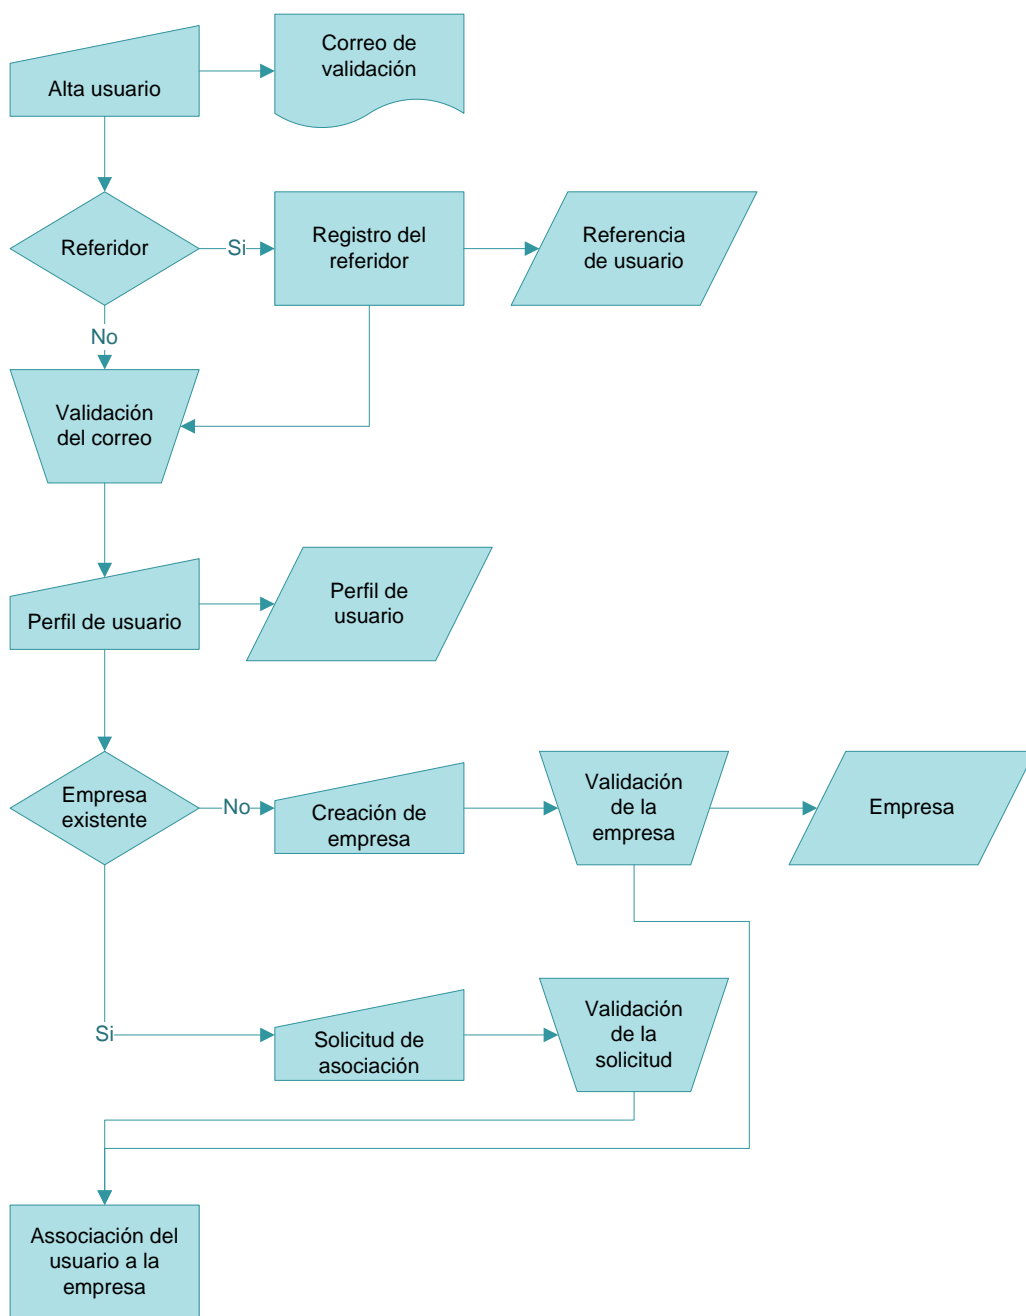 Alta usuario
Correo de
validación
Referidor
Si
Registro del
referidor
Referencia
de usuario
No
Validación
del correo
Perfil de usuario
Perfil de
usuario
Empresa
existente
No
Creación de
empresa
Validación
de la
empresa
Empresa
Si
Solicitud de
asociación
Validación
de la
solicitud
Associación del
usuario a la
empresa